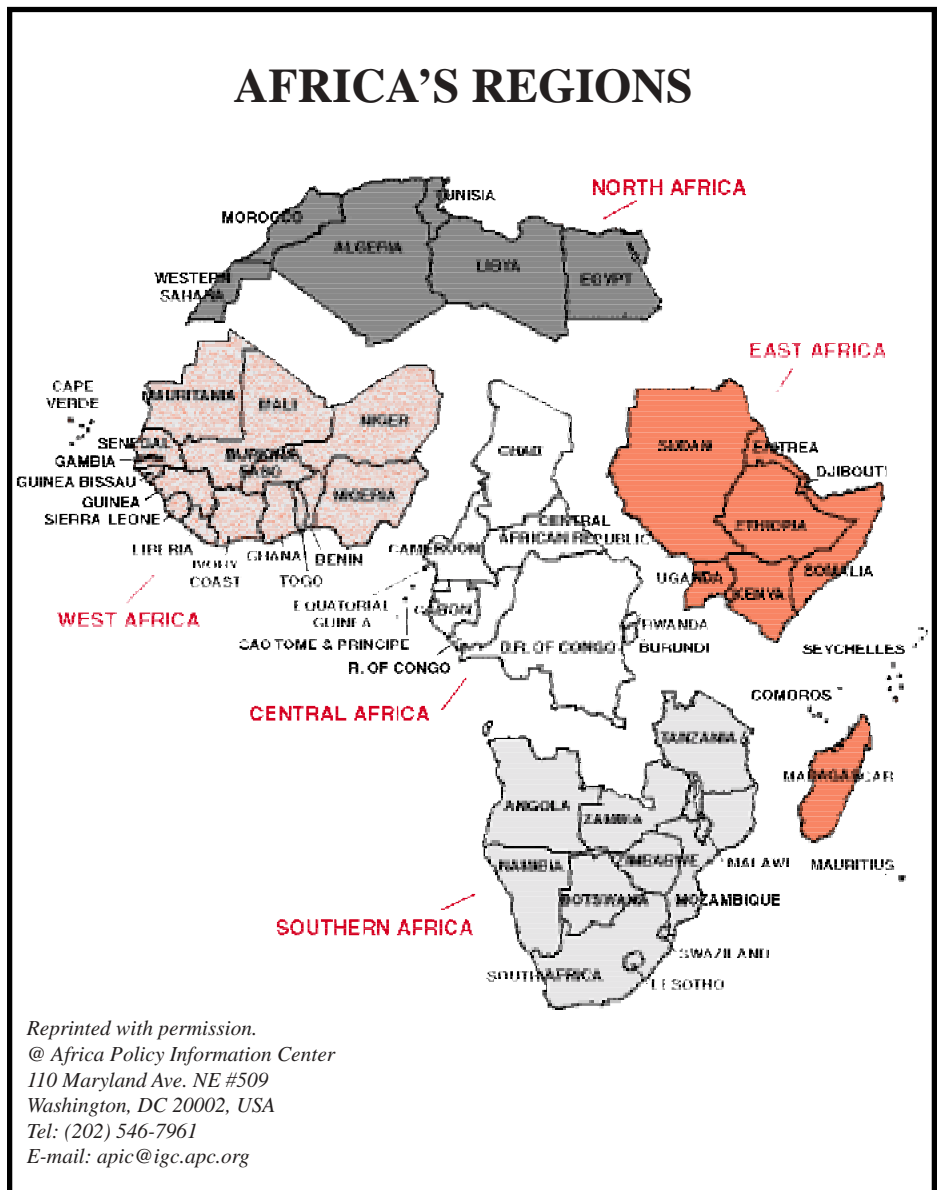 AFRICA'S REGIONS
NORTH AFRICA
TUNISIA
MOROCCO
ALGERIA
LIBYA
EGYPT
WESTERN
SAHARA
EAST AFRICA
CAPE
VERDE
MAURITANIA
MALI
NIGER
CHAD
SUDAN
ERITREA
SENEGAL
GAMBIA
BURKINA
FASO
DJIBOUTI
GUINEA BISSAU
GUINEA
SIERRA LEONE
NIGERIA
ETHIOPIA
CENTRAL
AFRICAN REPUBLIC
LIBERIA
IVORY
COAST
GHANA
TOGO
BENIN
CAMEROON
UGANDA
KENYA
SOMALIA
WEST AFRICA
EQUATORIAL
GUINEA
GABON
SAO TOME & PRINCIPE
R. OF CONGO
D.R. OF CONGO
RWANDA
BURUNDI
SEYCHELLES
COMOROS
CENTRAL AFRICA
TANZANIA
MADAGASCAR
ANGOLA
ZAMBIA
NAMIBIA
ZIMBABWE
MALAWI
MAURITIUS
BOTSWANA
MOZAMBIQUE
SOUTHERN AFRICA
SWAZILAND
SOUTH AFRICA
LESOTHO
Reprinted with permission.
@ Africa Policy Information Center
110 Maryland Ave. NE #509
Washington, DC 20002, USA
Tel: (202) 546-7961
E-mail: apic@igc.apc.org